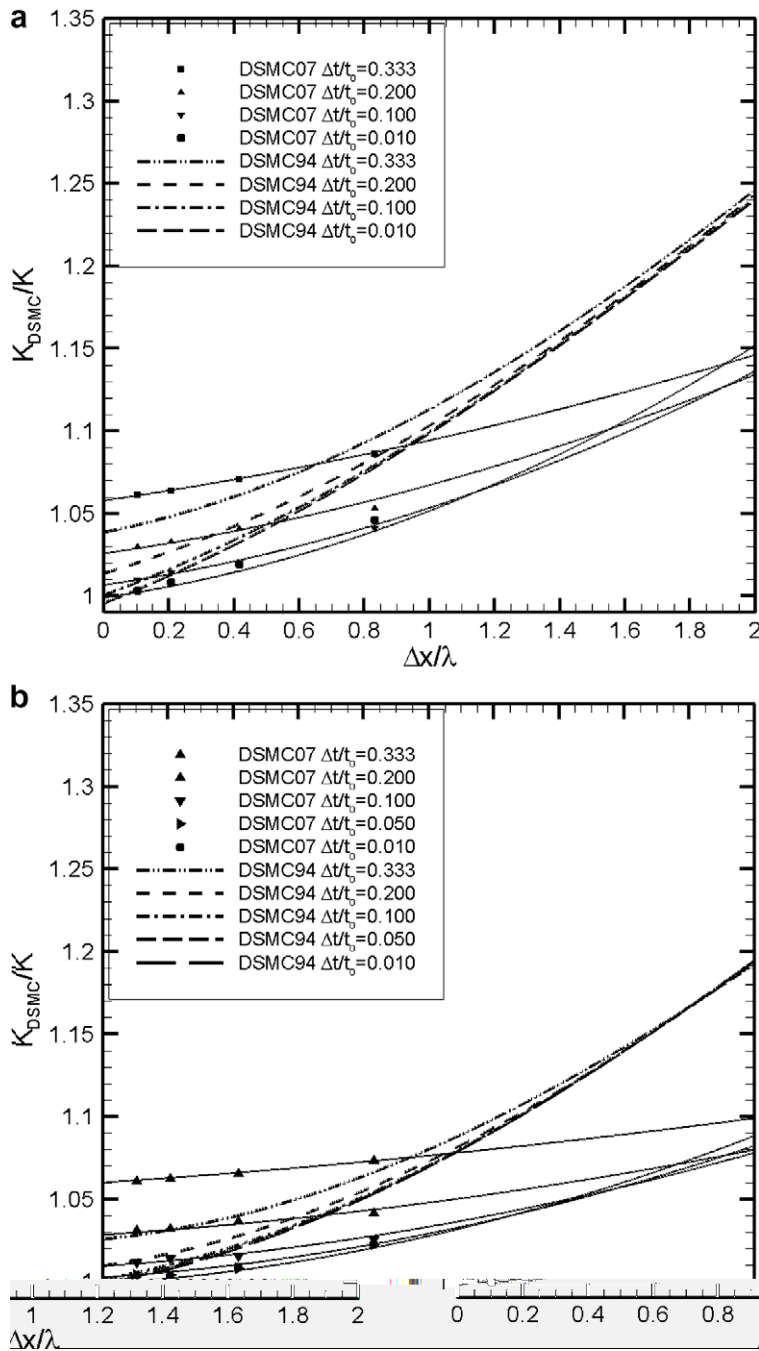 a
1.35
1.3
1.25
1.2
1.15
1.1
1.05
1
K_DSMC/K
DSMC07 Δt/t₀=0.333
DSMC07 Δt/t₀=0.200
DSMC07 Δt/t₀=0.100
DSMC07 Δt/t₀=0.010
DSMC94 Δt/t₀=0.333
DSMC94 Δt/t₀=0.200
DSMC94 Δt/t₀=0.100
DSMC94 Δt/t₀=0.010
0 0.2 0.4 0.6 0.8 1 1.2 1.4 1.6 1.8 2
Δx/λ
b
1.35
1.3
1.25
1.2
1.15
1.1
1.05
K_DSMC/K
DSMC07 Δt/t₀=0.333
DSMC07 Δt/t₀=0.200
DSMC07 Δt/t₀=0.100
DSMC07 Δt/t₀=0.050
DSMC07 Δt/t₀=0.010
DSMC94 Δt/t₀=0.333
DSMC94 Δt/t₀=0.200
DSMC94 Δt/t₀=0.100
DSMC94 Δt/t₀=0.050
DSMC94 Δt/t₀=0.010
1 1.2 1.4 1.6 1.8 2 0 0.2 0.4 0.6 0.8
Δx/λ